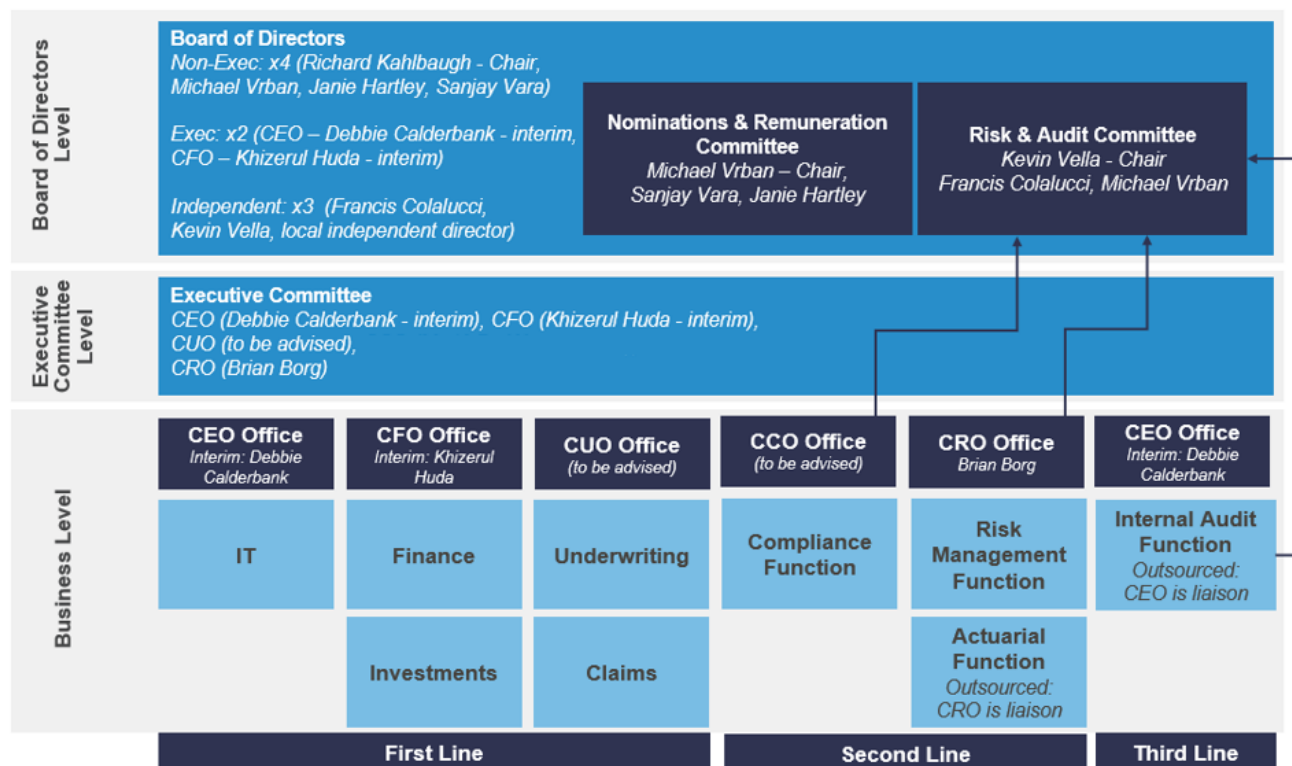 Board of Directors
Level
Board of Directors
Non-Exec: x4 (Richard Kahlbaugh - Chair,
Michael Vrban, Janie Hartley, Sanjay Vara)
Exec: x2 (CEO – Debbie Calderbank - interim,
CFO – Khizerul Huda - interim)
Independent: x3 (Francis Colalucci,
Kevin Vella, local independent director)
Nominations & Remuneration
Committee
Michael Vrban – Chair,
Sanjay Vara, Janie Hartley
Risk & Audit Committee
Kevin Vella - Chair
Francis Colalucci, Michael Vrban
Executive
Committee
Level
Executive Committee
CEO (Debbie Calderbank - interim), CFO (Khizerul Huda - interim),
CUO (to be advised),
CRO (Brian Borg)
Business Level
CEO Office
Interim: Debbie
Calderbank
CFO Office
Interim: Khizerul
Huda
CUO Office
(to be advised)
CCO Office
(to be advised)
CRO Office
Brian Borg
CEO Office
Interim: Debbie
Calderbank
IT
Finance
Underwriting
Compliance
Function
Risk
Management
Function
Internal Audit
Function
Outsourced:
CEO is liaison
Investments
Claims
Actuarial
Function
Outsourced:
CRO is liaison
First Line
Second Line
Third Line